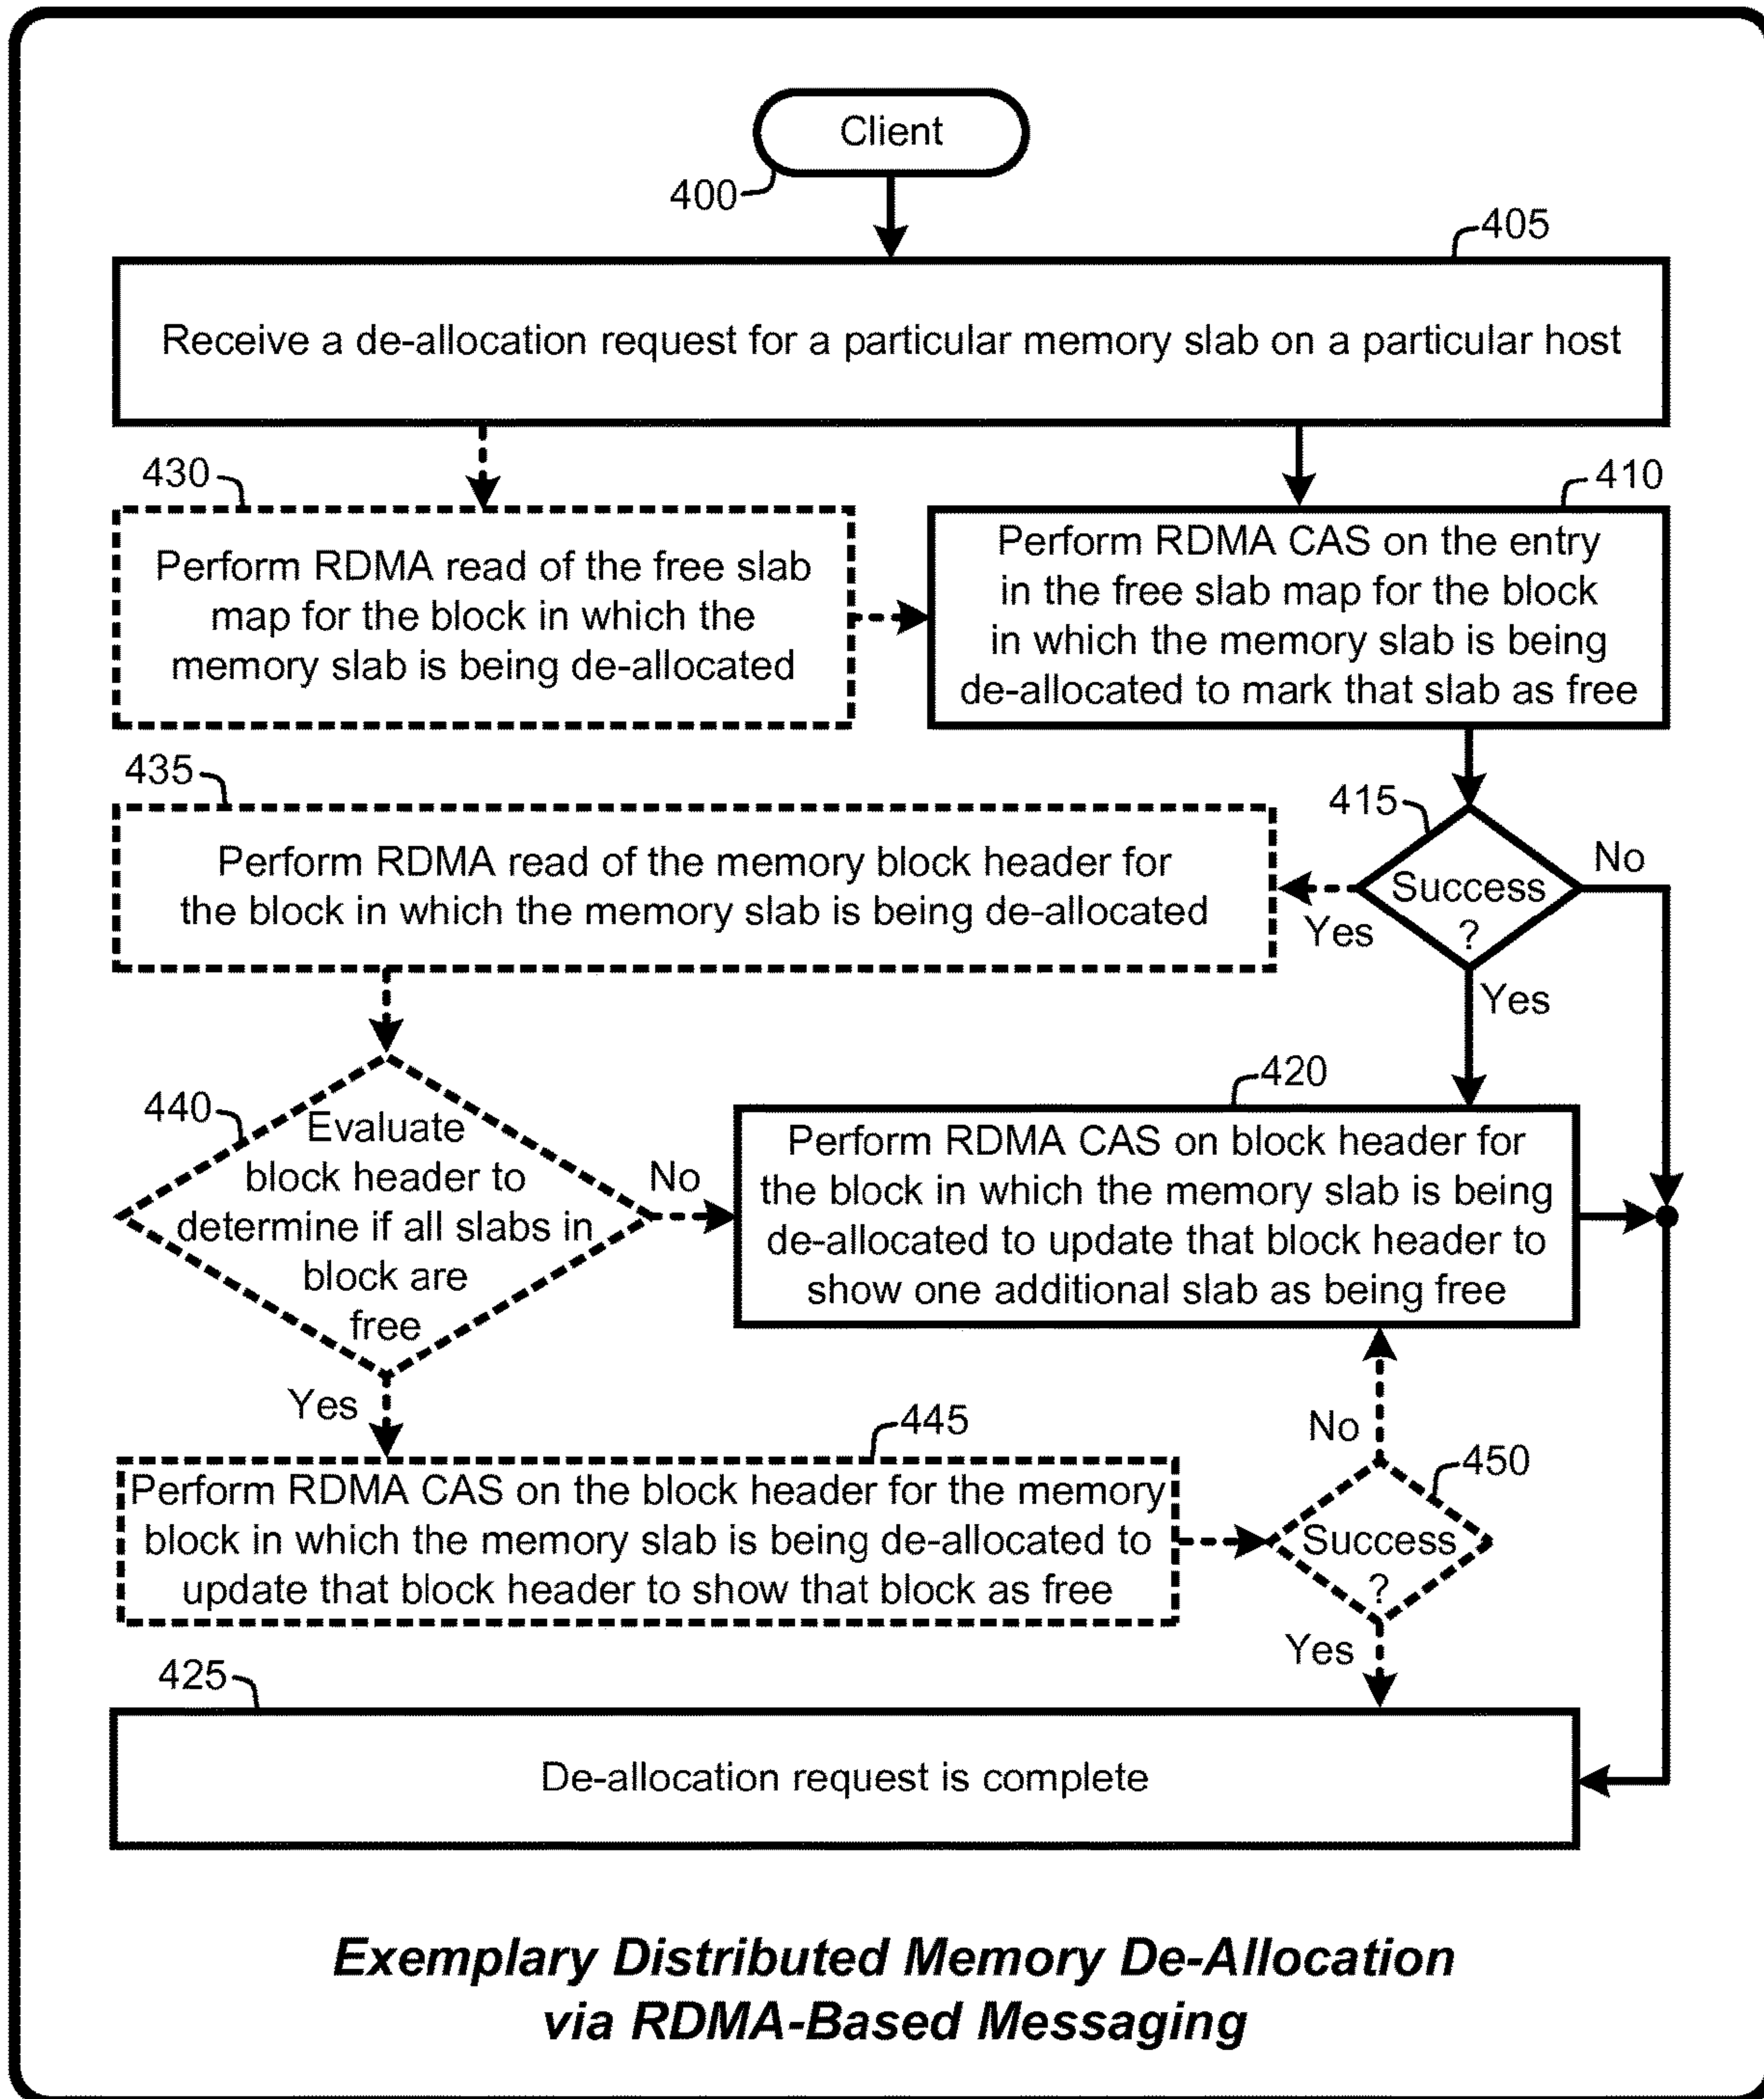 Client
400
405
Receive a de-allocation request for a particular memory slab on a particular host
430
410
Perform RDMA read of the free slab
map for the block in which the
memory slab is being de-allocated
Perform RDMA CAS on the entry
in the free slab map for the block
in which the memory slab is being
de-allocated to mark that slab as free
435
415
Perform RDMA read of the memory block header for
the block in which the memory slab is being de-allocated
Success
?
No
Yes
Yes
440
420
Evaluate
block header to
determine if all slabs in
block are
free
No
Perform RDMA CAS on block header for
the block in which the memory slab is being
de-allocated to update that block header to
show one additional slab as being free
Yes
445
No
450
Perform RDMA CAS on the block header for the memory
block in which the memory slab is being de-allocated to
update that block header to show that block as free
Success
?
Yes
425
De-allocation request is complete
Exemplary Distributed Memory De-Allocation
via RDMA-Based Messaging